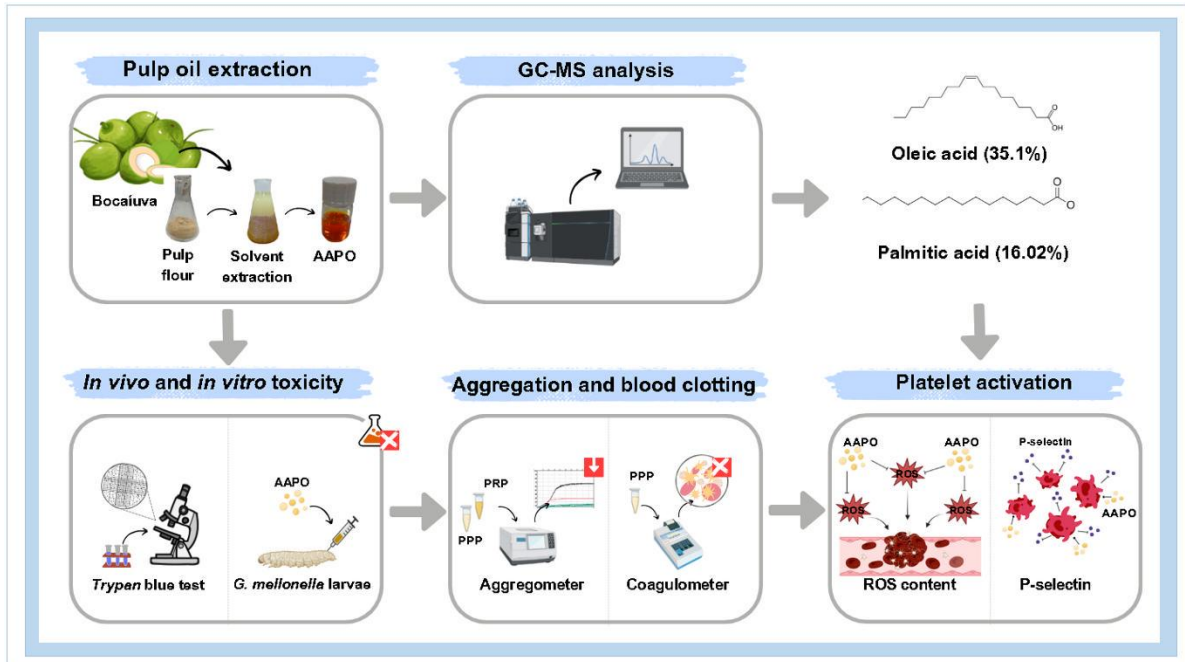 Pulp oil extraction
Bocaíuva
Pulp
flour
Solvent
extraction
AAPO
GC-MS analysis
O
OH
Oleic acid (35.1%)
O
O
Palmitic acid (16.02%)
In vivo and in vitro toxicity
Trypan blue test
AAPO
G. mellonella larvae
Aggregation and blood clotting
PRP
PPP
Aggregometer
PPP
Coagulometer
Platelet activation
AAPO
AAPO
ROS
ROS
ROS
ROS content
P-selectin
AAPO
P-selectin